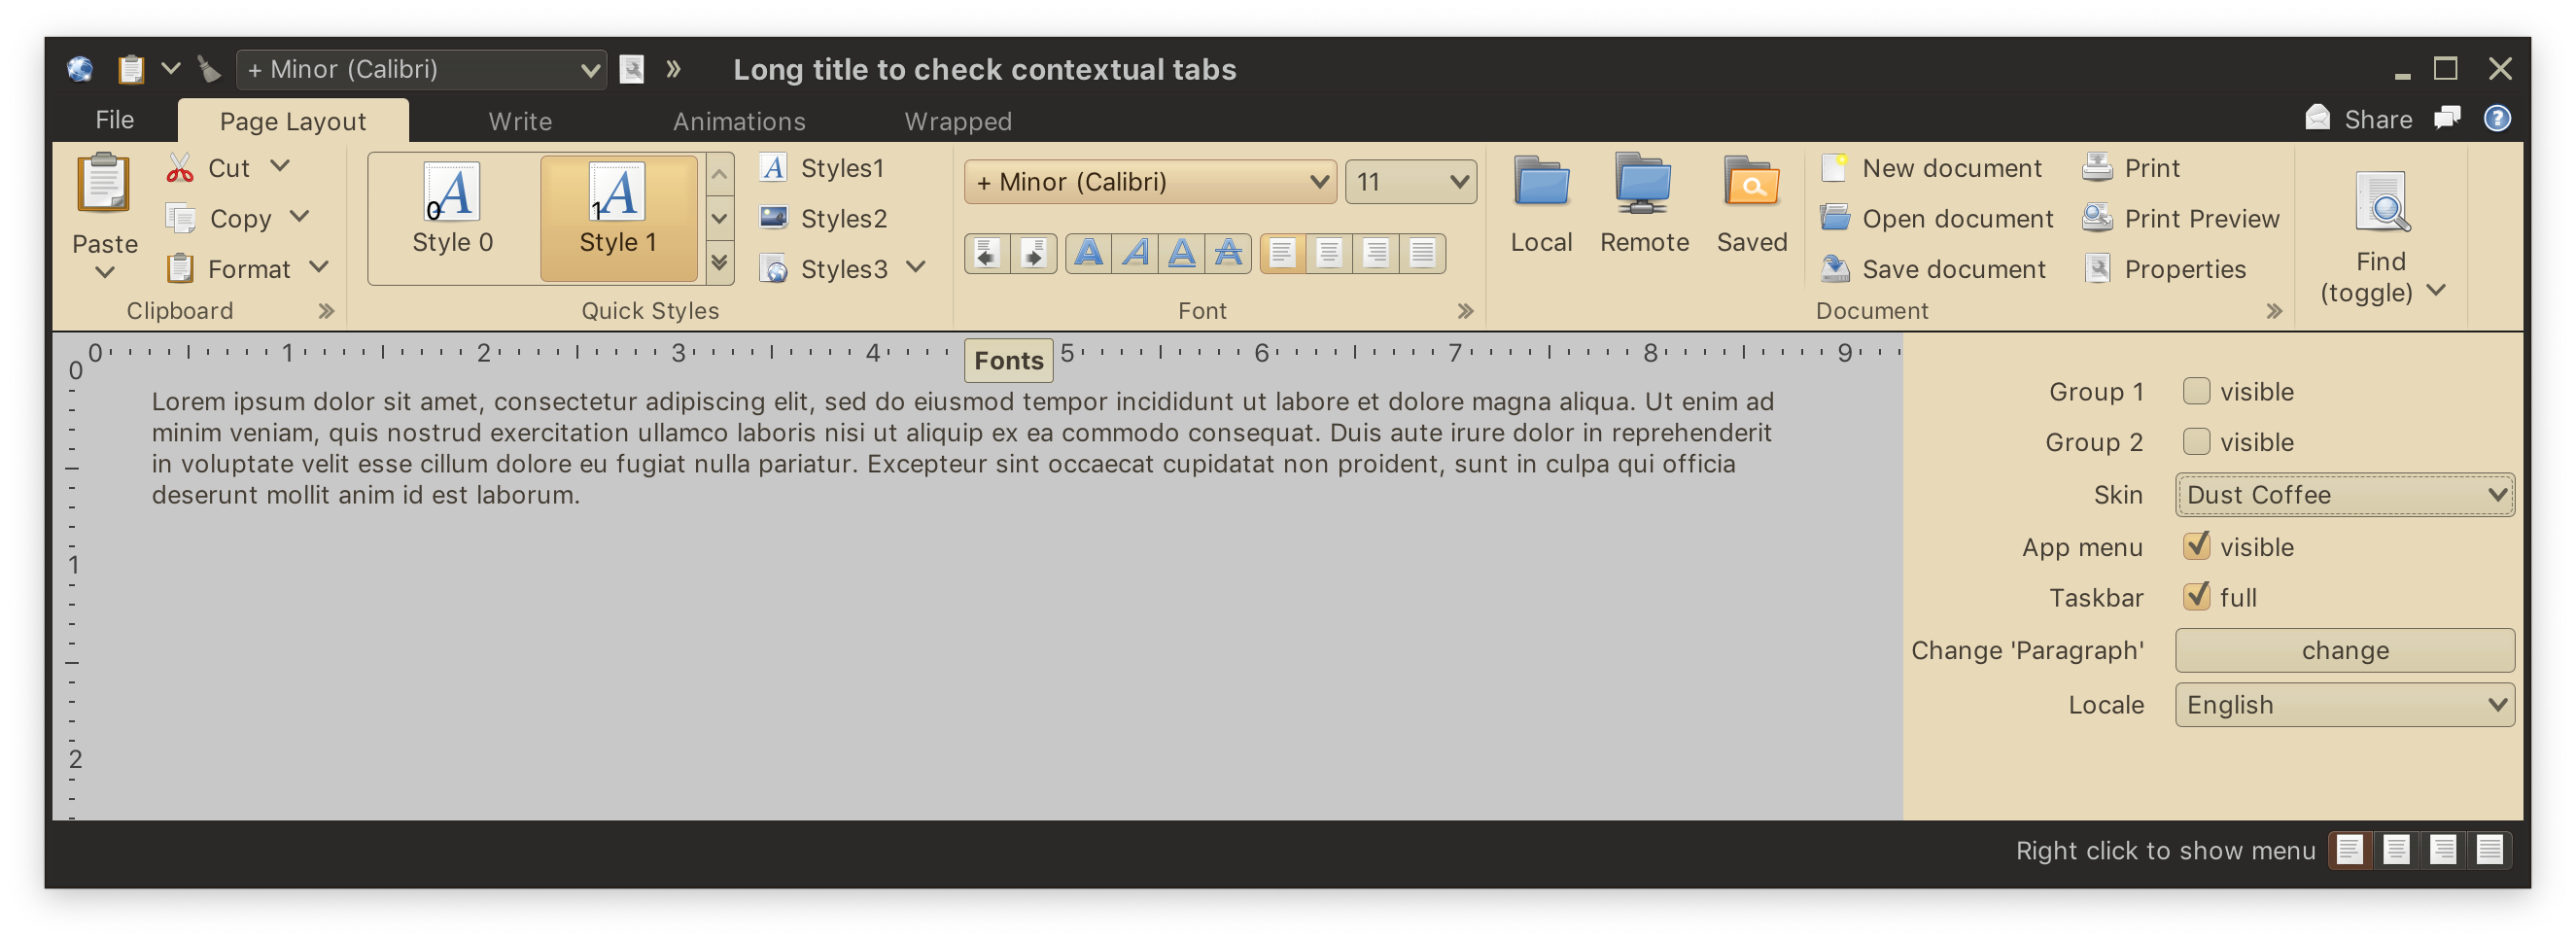 + Minor (Calibri)
Long title to check contextual tabs
File
Page Layout
Write
Animations
Wrapped
Share
Paste
Cut
Copy
Format
Clipboard
0
Style 0
1
Style 1
Styles1
Styles2
Styles3
Quick Styles
+ Minor (Calibri)
11
Font
Local
Remote
Saved
New document
Open document
Save document
Print
Print Preview
Properties
Document
Find
(toggle)
0 1 2 3 4 5 6 7 8 9
Fonts
0
1
2
Lorem ipsum dolor sit amet, consectetur adipiscing elit, sed do eiusmod tempor incididunt ut labore et dolore magna aliqua. Ut enim ad
minim veniam, quis nostrud exercitation ullamco laboris nisi ut aliquip ex ea commodo consequat. Duis aute irure dolor in reprehenderit
in voluptate velit esse cillum dolore eu fugiat nulla pariatur. Excepteur sint occaecat cupidatat non proident, sunt in culpa qui officia
deserunt mollit anim id est laborum.
Group 1 visible
Group 2 visible
Skin Dust Coffee
App menu visible
Taskbar full
Change 'Paragraph' change
Locale English
Right click to show menu